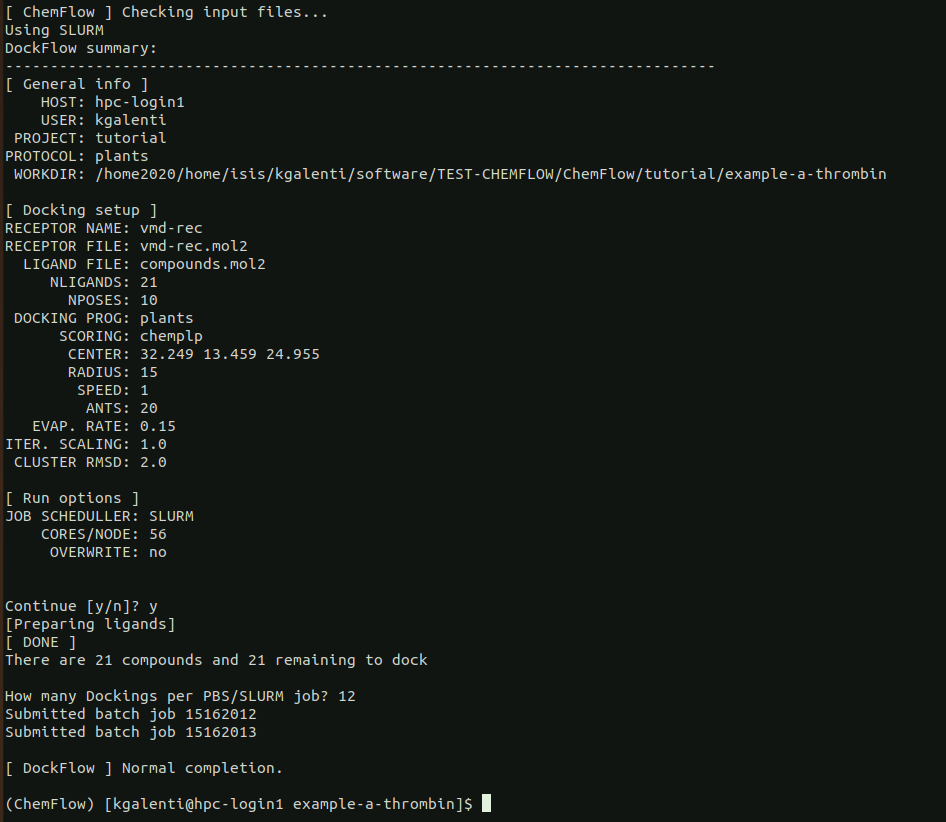 [ ChemFlow ] Checking input files...
Using SLURM
DockFlow summary:
-------------------------------------------------------------------------------
[ General info ]
    HOST: hpc-login1
    USER: kgalenti
 PROJECT: tutorial
PROTOCOL: plants
 WORKDIR: /home2020/home/isis/kgalenti/software/TEST-CHEMFLOW/ChemFlow/tutorial/example-a-thrombin

[ Docking setup ]
RECEPTOR NAME: vmd-rec
RECEPTOR FILE: vmd-rec.mol2
  LIGAND FILE: compounds.mol2
     NLIGANDS: 21
       NPOSES: 10
 DOCKING PROG: plants
      SCORING: chemplp
       CENTER: 32.249 13.459 24.955
       RADIUS: 15
        SPEED: 1
         ANTS: 20
   EVAP. RATE: 0.15
ITER. SCALING: 1.0
 CLUSTER RMSD: 2.0

[ Run options ]
JOB SCHEDULLER: SLURM
    CORES/NODE: 56
     OVERWRITE: no

Continue [y/n]? y
[Preparing ligands]
[ DONE ]
There are 21 compounds and 21 remaining to dock

How many Dockings per PBS/SLURM job? 12
Submitted batch job 15162012
Submitted batch job 15162013

[ DockFlow ] Normal completion.

(ChemFlow) [kgalenti@hpc-login1 example-a-thrombin]$